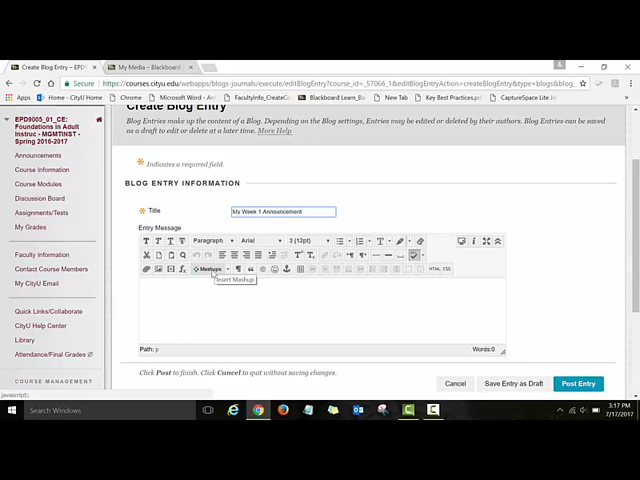 Create Blog Entry – EPD
My Media – Blackboard
Secure
https://courses.cityu.edu/webapps/blogs-journals/execute/editBlogEntry?course_id=_57066_1&editBlogEntryAction=createBlogEntry&type=blogs&blog_
Apps
Home - CityU Home
Chrome
Microsoft Word - Am
FacultyInfo_CreateCo
Blackboard Learn_Ba
New Tab
Key Best Practices.pd
CaptureSpace Lite Jo
EPD9005_01_CE:
Foundations in Adult
Instruc - MGMTINST -
Spring 2016-2017
Announcements
Course Information
Course Modules
Discussion Board
Assignments/Tests
My Grades
Faculty Information
Contact Course Members
My CityU Email
Quick Links/Collaborate
CityU Help Center
Library
Attendance/Final Grades
COURSE MANAGEMENT
Create Blog Entry
Blog Entries make up the content of a Blog. Depending on the Blog settings, Entries may be edited or deleted by their authors. Blog Entries can be
saved as a draft to edit or delete at a later time. More Help
Indicates a required field.
BLOG ENTRY INFORMATION
Title
My Week 1 Announcement
Entry Message
T T T T Paragraph Arial 3 (12pt)
Mashups
HTML CSS
Insert Mashup
Path: p
Words:0
Click Post to finish. Click Cancel to quit without saving changes.
Cancel
Save Entry as Draft
Post Entry
javascript:;
Search Windows
3:17 PM
7/17/2017